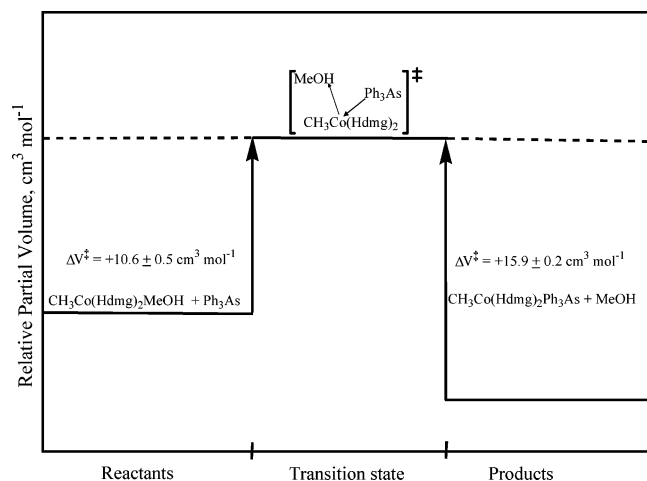 Relative Partial Volume, cm³ mol⁻¹
[MeOH ]‡
Ph₃As
CH₃Co(Hdmg)₂
ΔV‡ = +10.6 ± 0.5 cm³ mol⁻¹
CH₃Co(Hdmg)₂MeOH + Ph₃As
ΔV‡ = +15.9 ± 0.2 cm³ mol⁻¹
CH₃Co(Hdmg)₂Ph₃As + MeOH
Reactants
Transition state
Products